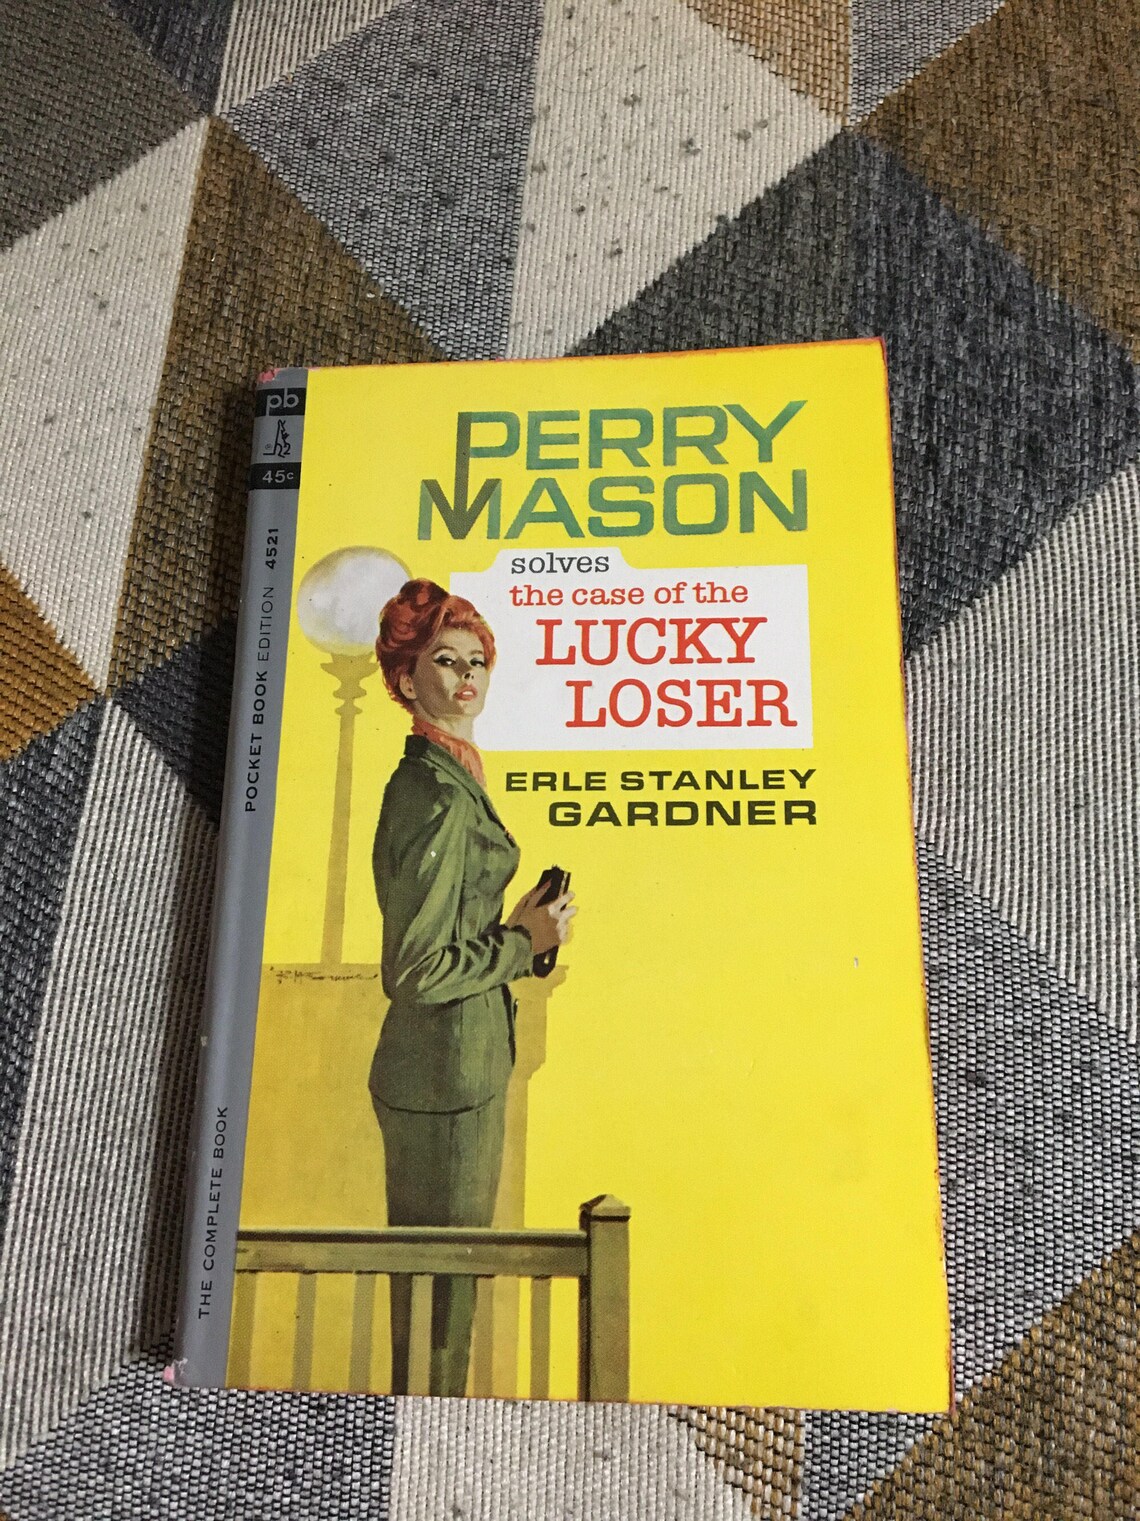 pb
45c
POCKET BOOK EDITION 4521
THE COMPLETE BOOK
PERRY
MASON
solves
the case of the
LUCKY
LOSER
ERLE STANLEY
GARDNER